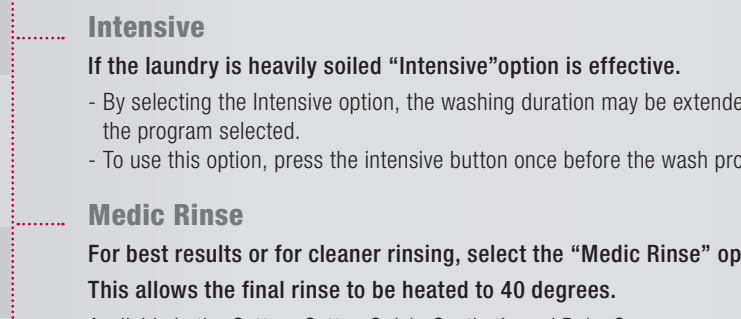 Intensive
If the laundry is heavily soiled “Intensive”option is effective.
- By selecting the Intensive option, the washing duration may be extende
the program selected.
- To use this option, press the intensive button once before the wash pro
Medic Rinse
For best results or for cleaner rinsing, select the “Medic Rinse” op
This allows the final rinse to be heated to 40 degrees.